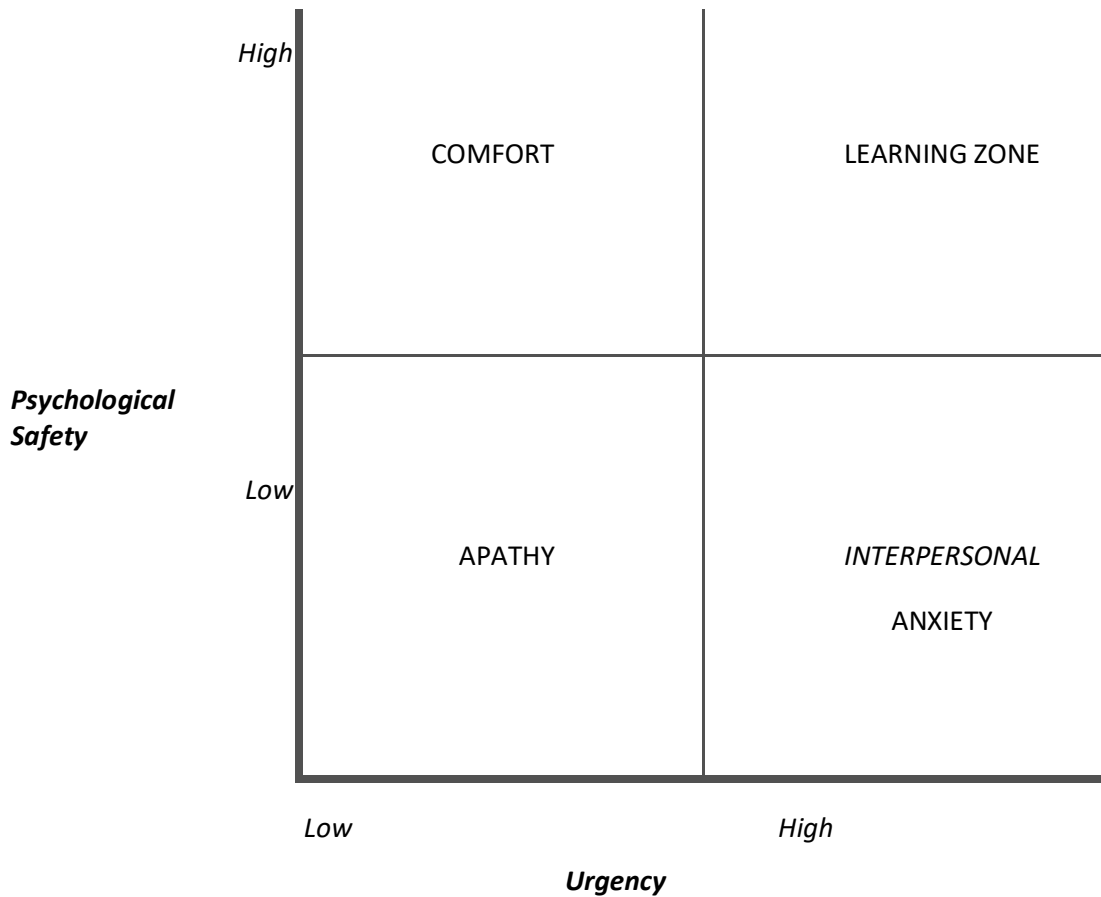 High
COMFORT
LEARNING ZONE
Psychological
Safety
Low
APATHY
INTERPERSONAL
ANXIETY
Low
High
Urgency